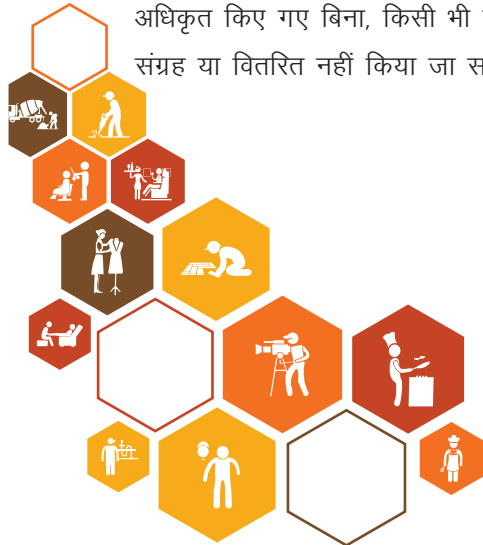 अधिकृत किए गए बिना, किसी भी
संग्रह या वितरित नहीं किया जा